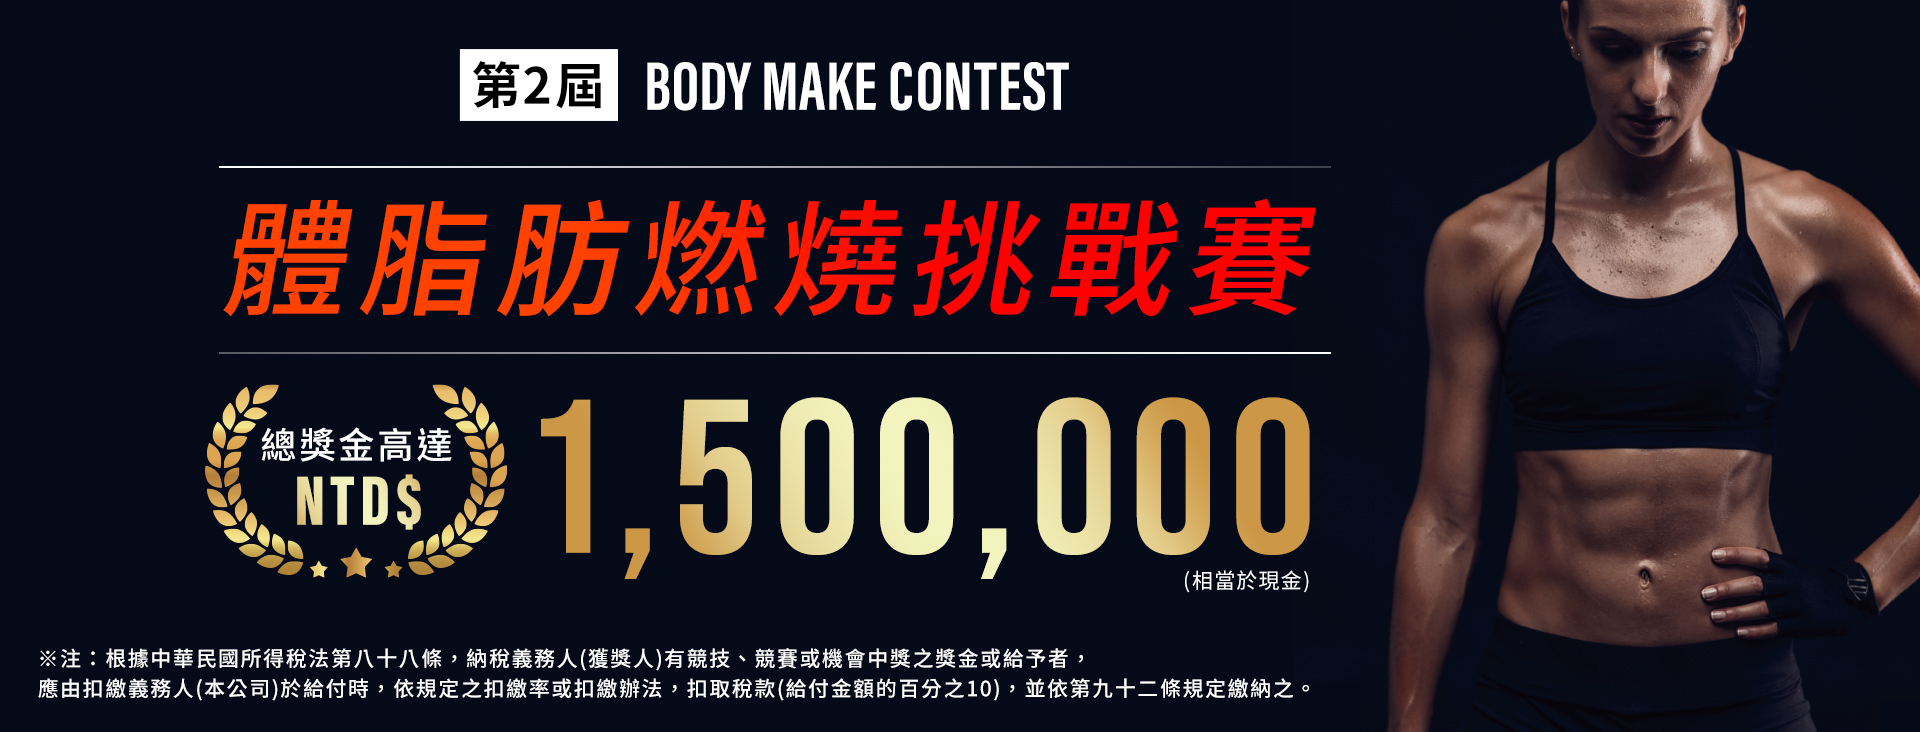 第2屆 BODY MAKE CONTEST
體脂肪燃燒挑戰賽
總獎金高達
NTD$
1,500,000
(相當於現金)
※注：根據中華民國所得稅法第八十八條，納稅義務人(獲獎人)有競技、競賽或機會中獎之獎金或給予者，
應由扣繳義務人(本公司)於給付時，依規定之扣繳率或扣繳辦法，扣取稅款(給付金額的百分之10)，並依第九十二條規定繳納之。